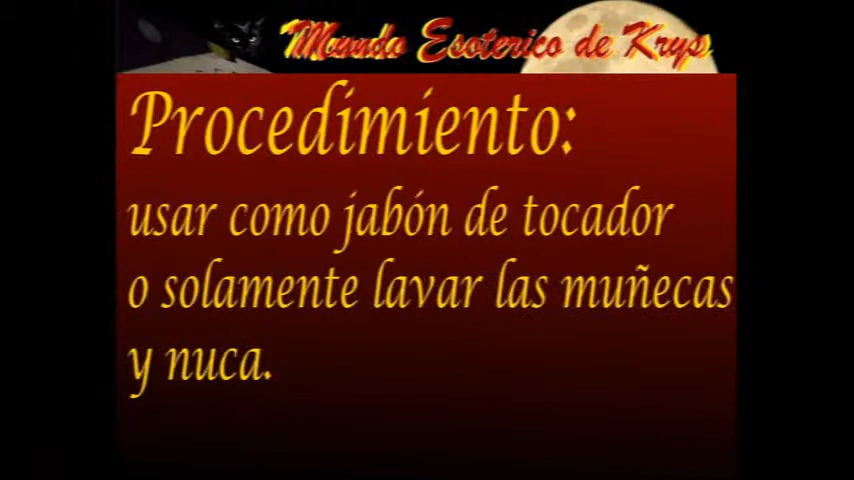 Mundo Esoterico de Krys
Procedimiento:
usar como jabón de tocador
o solamente lavar las muñecas
y nuca.